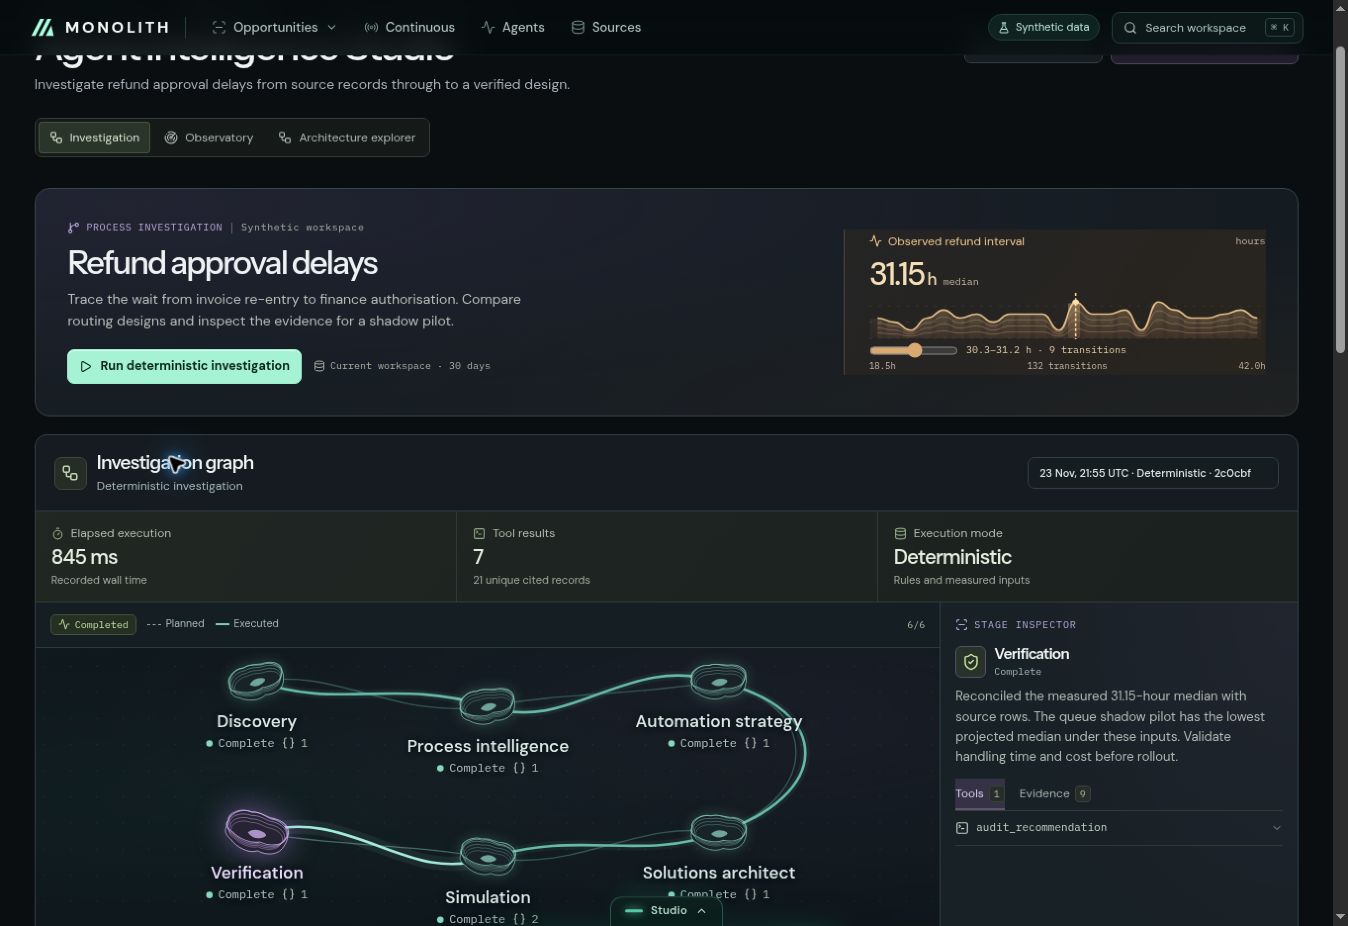 MONOLITH
Opportunities
Continuous
Agents
Sources
Synthetic data
Search workspace
⌘ K
Agent Intelligence Studio
Investigate refund approval delays from source records through to a verified design.
Investigation
Observatory
Architecture explorer
PROCESS INVESTIGATION | Synthetic workspace
Refund approval delays
Trace the wait from invoice re-entry to finance authorisation. Compare
routing designs and inspect the evidence for a shadow pilot.
Run deterministic investigation
Current workspace · 30 days
Observed refund interval
hours
31.15h median
30.3–31.2 h · 9 transitions
18.5h
132 transitions
42.0h
Investigation graph
Deterministic investigation
23 Nov, 21:55 UTC · Deterministic · 2c0cbf
Elapsed execution
845 ms
Recorded wall time
Tool results
7
21 unique cited records
Execution mode
Deterministic
Rules and measured inputs
Completed
Planned
Executed
6/6
Discovery
Complete {} 1
Process intelligence
Complete {} 1
Automation strategy
Complete {} 1
Verification
Complete {} 1
Simulation
Complete {} 2
Solutions architect
Complete {} 1
Studio
STAGE INSPECTOR
Verification
Complete
Reconciled the measured 31.15-hour median with
source rows. The queue shadow pilot has the lowest
projected median under these inputs. Validate
handling time and cost before rollout.
Tools 1
Evidence 9
audit_recommendation